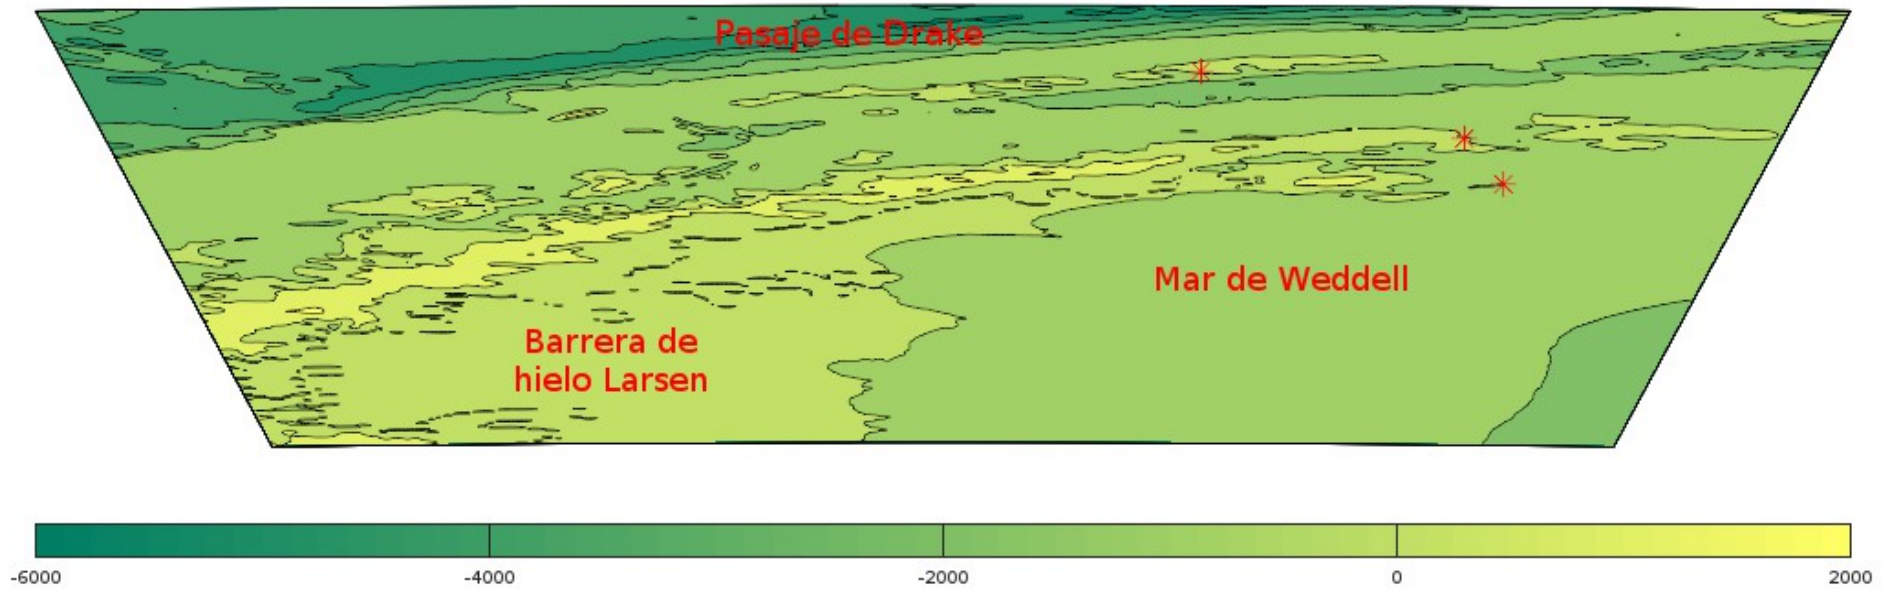 Pasaje de Drake
Mar de Weddell
Barrera de
hielo Larsen
-6000 -4000 -2000 0 2000